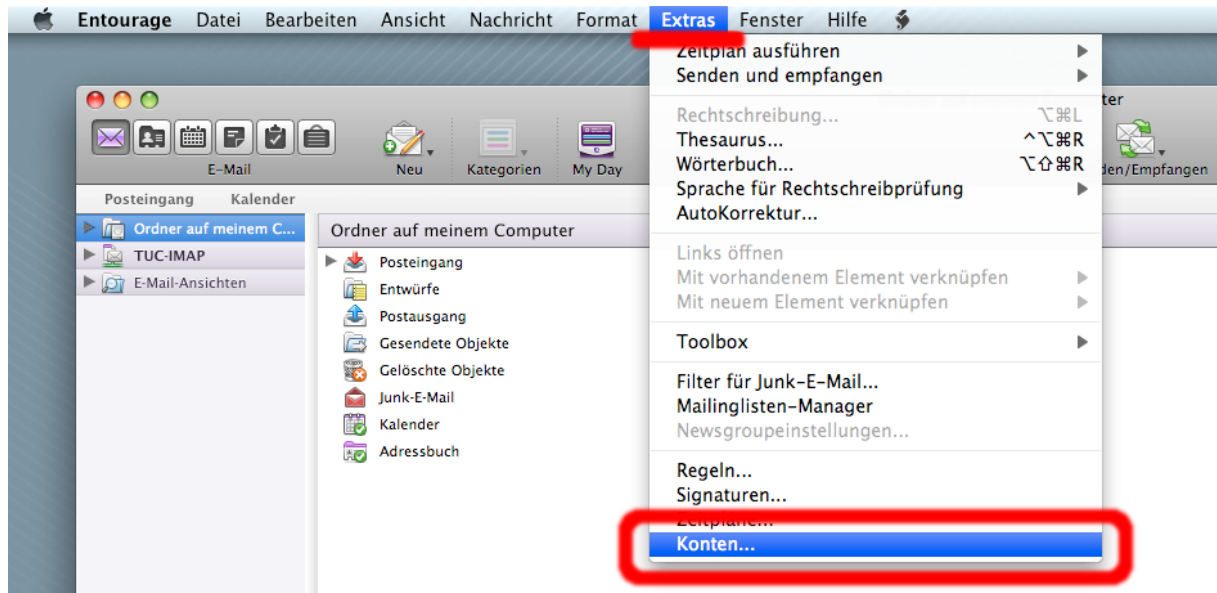 Entourage Datei Bearbeiten Ansicht Nachricht Format Extras Fenster Hilfe
Zeitplan ausführen
Senden und empfangen
Rechtschreibung... ⌥⌘L
Thesaurus... ^⌥⌘R
Wörterbuch... ⌥⇧⌘R
Sprache für Rechtschreibprüfung
AutoKorrektur...
Links öffnen
Mit vorhandenem Element verknüpfen
Mit neuem Element verknüpfen
Toolbox
Filter für Junk-E-Mail...
Mailinglisten-Manager
Newsgroupeinstellungen...
Regeln...
Signaturen...
Zeitpläne...
Konten...
ter
E-Mail Neu Kategorien My Day den/Empfangen
Posteingang Kalender
Ordner auf meinem C...
TUC-IMAP
E-Mail-Ansichten
Ordner auf meinem Computer
Posteingang
Entwürfe
Postausgang
Gesendete Objekte
Gelöschte Objekte
Junk-E-Mail
Kalender
Adressbuch